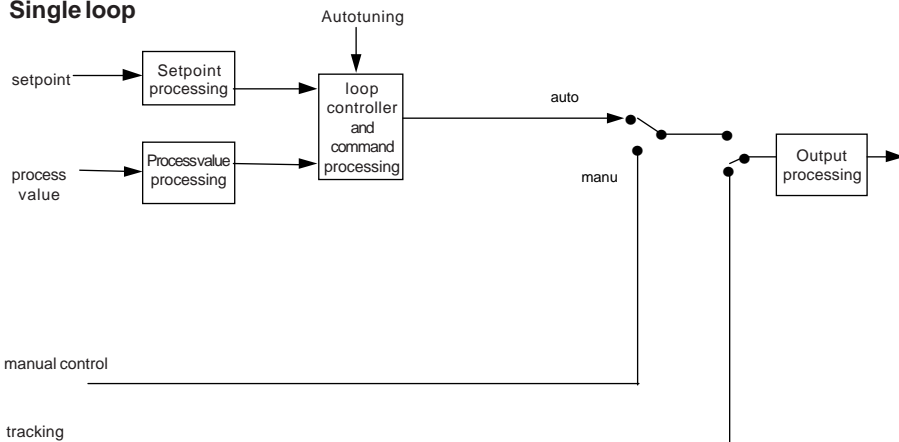 Single loop
Autotuning
setpoint
Setpoint
processing
loop
controller
and
command
processing
auto
process
value
Processvalue
processing
manu
Output
processing
manual control
tracking